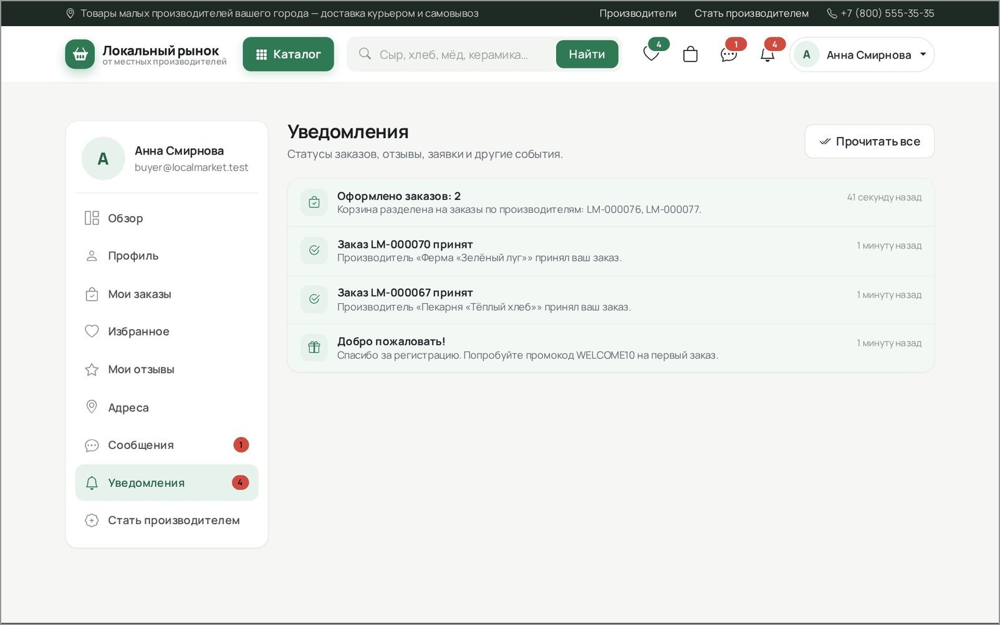 Товары малых производителей вашего города — доставка курьером и самовывоз
Производители
Стать производителем
+7 (800) 555-35-35
Локальный рынок
от местных производителей
Каталог
Сыр, хлеб, мёд, керамика...
Найти
4
1
4
А
Анна Смирнова
А
Анна Смирнова
buyer@localmarket.test
Обзор
Профиль
Мои заказы
Избранное
Мои отзывы
Адреса
Сообщения
1
Уведомления
4
Стать производителем
Уведомления
Статусы заказов, отзывы, заявки и другие события.
Прочитать все
Оформлено заказов: 2
41 секунду назад
Корзина разделена на заказы по производителям: LM-000076, LM-000077.
Заказ LM-000070 принят
1 минуту назад
Производитель «Ферма «Зелёный луг»» принял ваш заказ.
Заказ LM-000067 принят
1 минуту назад
Производитель «Пекарня «Тёплый хлеб»» принял ваш заказ.
Добро пожаловать!
1 минуту назад
Спасибо за регистрацию. Попробуйте промокод WELCOME10 на первый заказ.